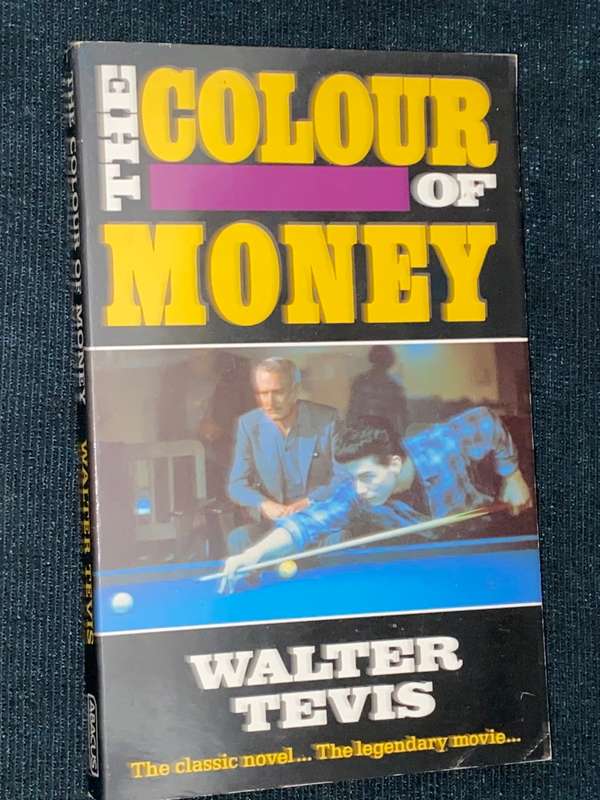 THE COLOUR
OF
MONEY
WALTER
TEVIS
The classic novel... The legendary movie...
THE COLOUR OF MONEY WALTER TEVIS
ABACUS